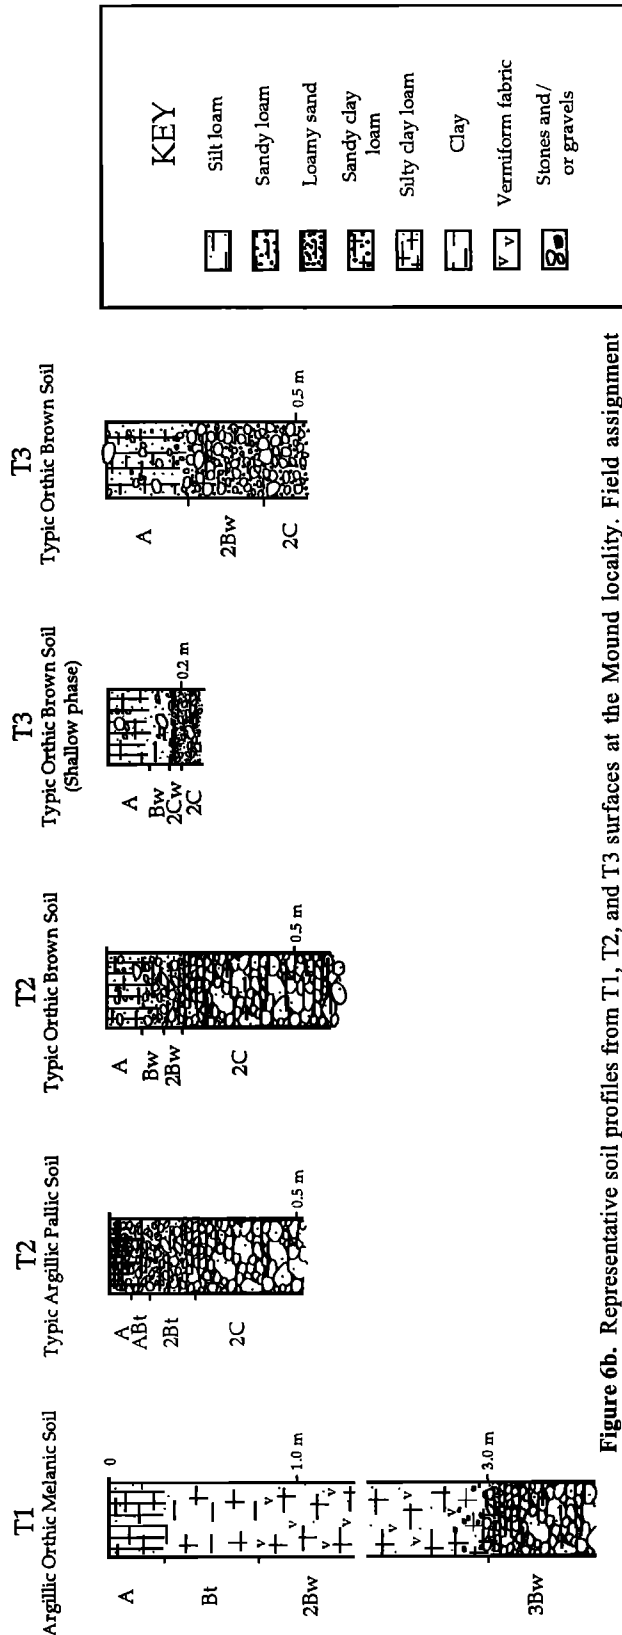 T1
Argillic Orthic Melanic Soil
A
Bt
2Bw
3Bw
0
1.0 m
3.0 m
v v v v v v v v v v v v
T2
Typic Argillic Pallic Soil
A
ABt
2Bt
2C
0.5 m
T2
Typic Orthic Brown Soil
A
Bw
2Bw
2C
0.5 m
T3
Typic Orthic Brown Soil
(Shallow phase)
A
Bw
2Cw
2C
0.2 m
T3
Typic Orthic Brown Soil
A
2Bw
2C
0.5 m
KEY
Silt loam
Sandy loam
Loamy sand
Sandy clay
loam
Silty clay loam
Clay
v v
Vermiform fabric
Stones and/
or gravels
Figure 6b. Representative soil profiles from T1, T2, and T3 surfaces at the Mound locality. Field assignment